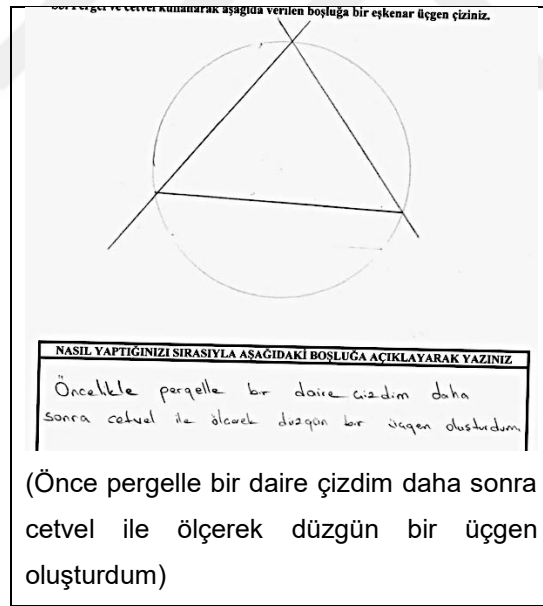 Pergel ve cetvel kullanarak aşağıda verilen boşluğa bir eşkenar üçgen çiziniz.
NASIL YAPTIĞINIZI SIRASIYLA AŞAĞIDAKİ BOŞLUĞA AÇIKLAYARAK YAZINIZ
Öncelikle pergelle bir daire çizdim daha
sonra cetvel ile ölçerek düzgün bir üçgen oluşturdum
(Önce pergelle bir daire çizdim daha sonra
cetvel ile ölçerek düzgün bir üçgen
oluşturdum)